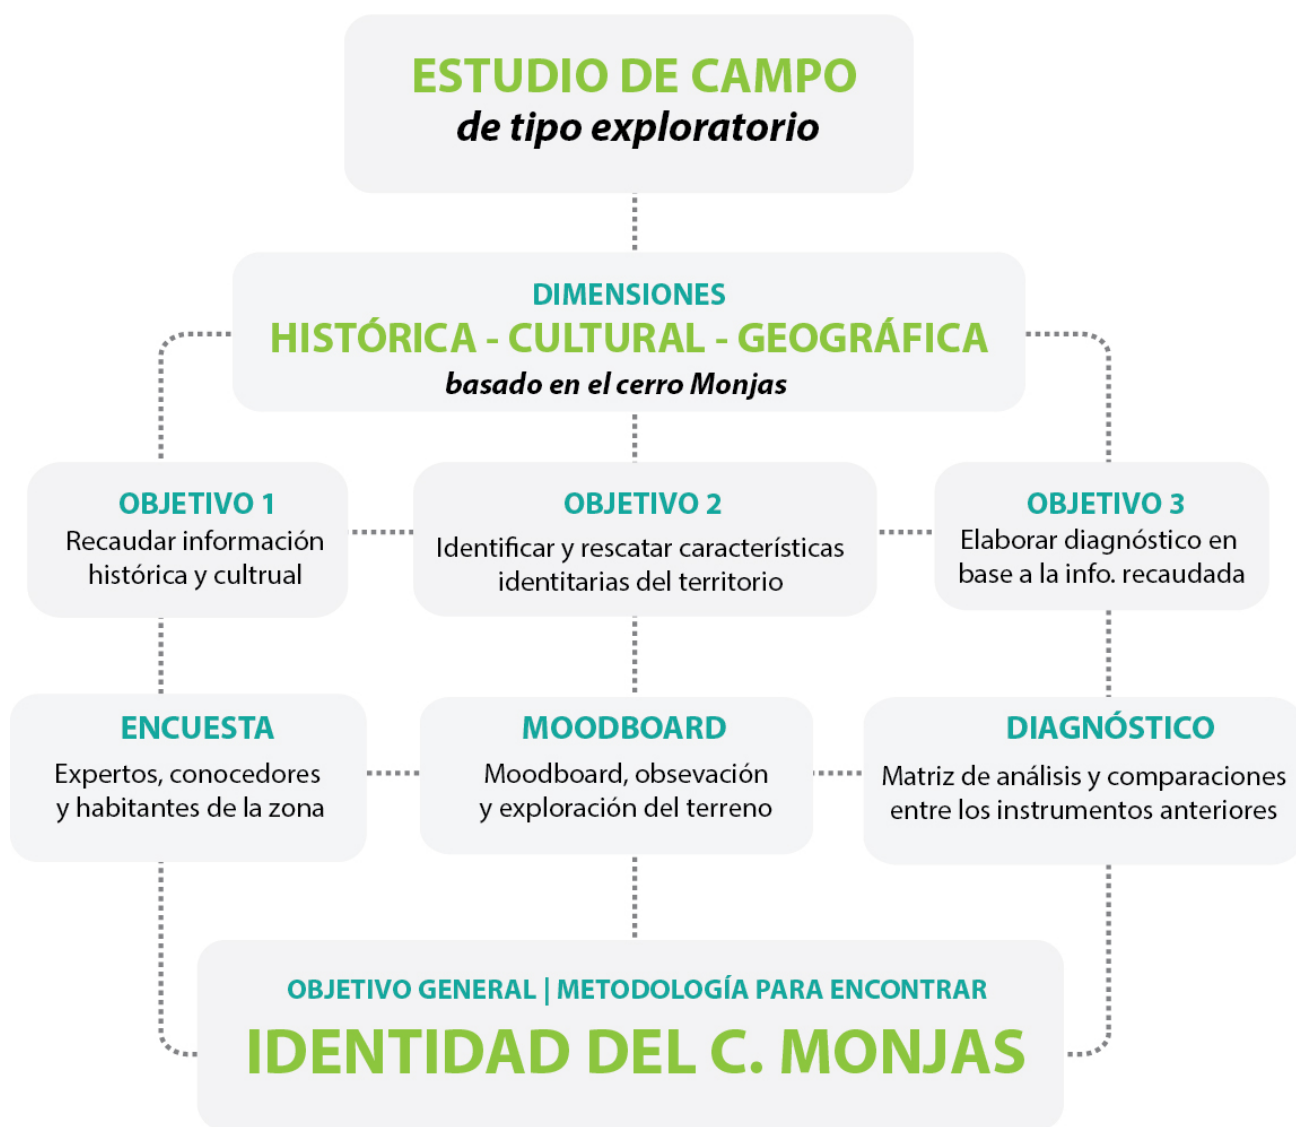 ESTUDIO DE CAMPO
de tipo exploratorio
DIMENSIONES
HISTÓRICA - CULTURAL - GEOGRÁFICA
basado en el cerro Monjas
OBJETIVO 1
Recaudar información
histórica y cultrual
OBJETIVO 2
Identificar y rescatar características
identitarias del territorio
OBJETIVO 3
Elaborar diagnóstico en
base a la info. recaudada
ENCUESTA
Expertos, conocedores
y habitantes de la zona
MOODBOARD
Moodboard, obsevación
y exploración del terreno
DIAGNÓSTICO
Matriz de análisis y comparaciones
entre los instrumentos anteriores
OBJETIVO GENERAL | METODOLOGÍA PARA ENCONTRAR
IDENTIDAD DEL C. MONJAS